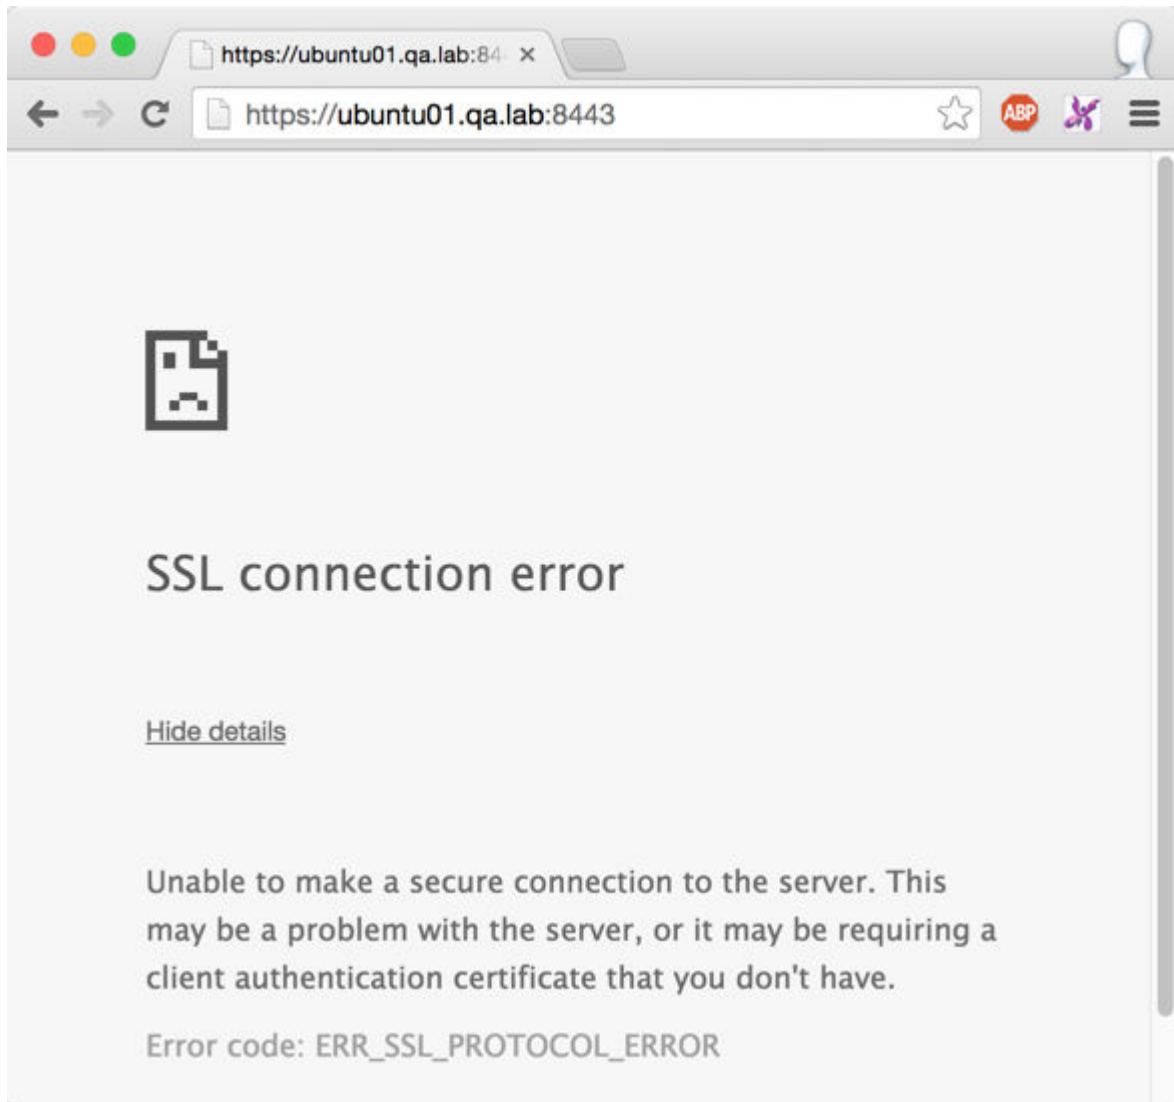 https://ubuntu01.qa.lab:84
https://ubuntu01.qa.lab:8443
ABP
SSL connection error
Hide details
Unable to make a secure connection to the server. This
may be a problem with the server, or it may be requiring a
client authentication certificate that you don't have.
Error code: ERR_SSL_PROTOCOL_ERROR